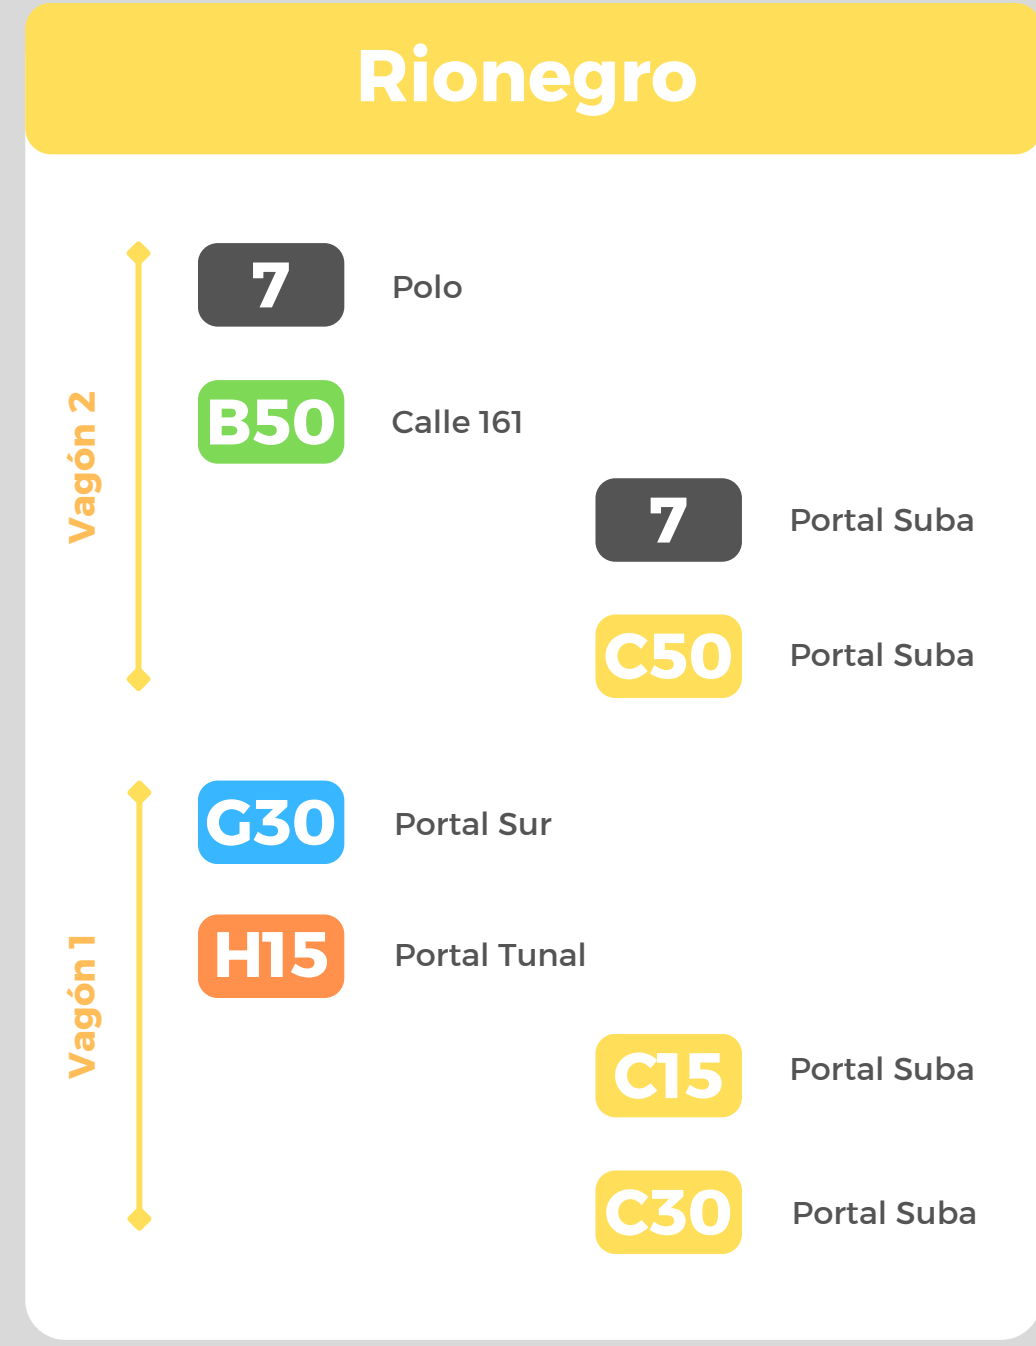 Rionegro
Vagón 2
7 Polo
B50 Calle 161
7 Portal Suba
C50 Portal Suba
Vagón 1
G30 Portal Sur
H15 Portal Tunal
C15 Portal Suba
C30 Portal Suba